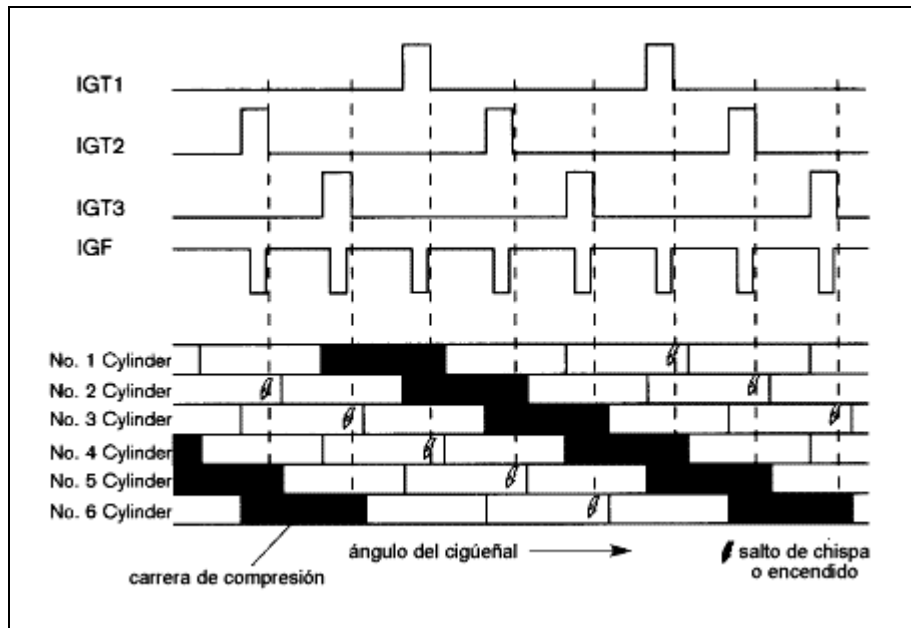 IGT1
IGT2
IGT3
IGF
No. 1 Cylinder
No. 2 Cylinder
No. 3 Cylinder
No. 4 Cylinder
No. 5 Cylinder
No. 6 Cylinder
carrera de compresión
ángulo del cigüeñal
salto de chispa
o encendido